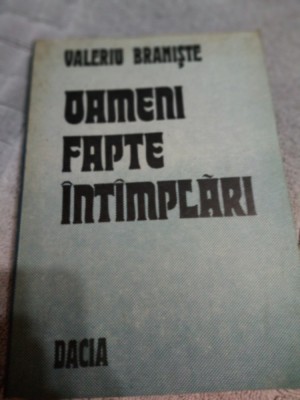 VALERIU BRANIŞTE
OAMENI
FAPTE
ÎNTÎMPLĂRI
DACIA